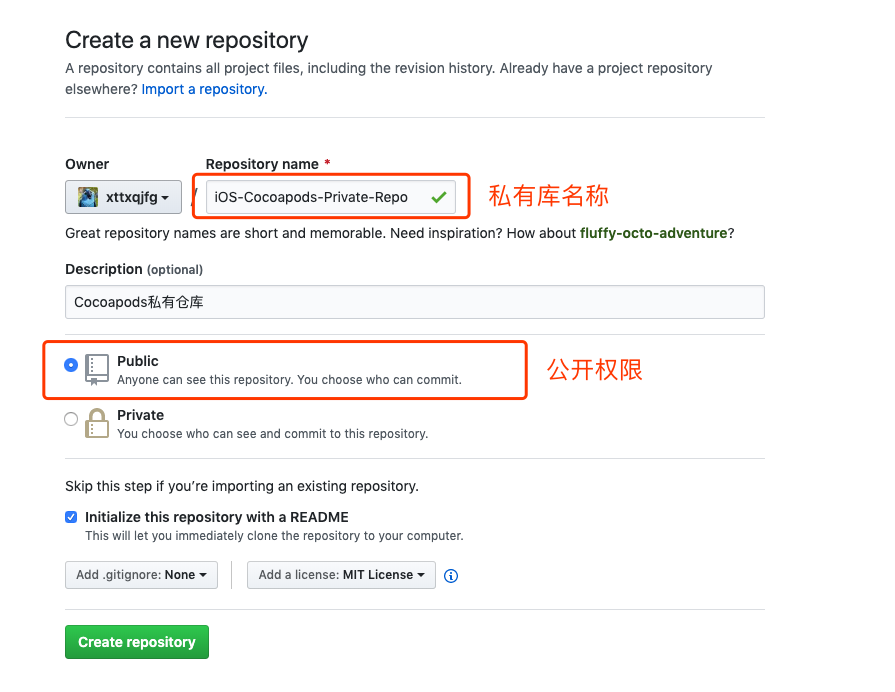 Create a new repository
A repository contains all project files, including the revision history. Already have a project repository
elsewhere? Import a repository.
Owner
Repository name *
xttxqjfg
/
iOS-Cocoapods-Private-Repo
私有库名称
Great repository names are short and memorable. Need inspiration? How about fluffy-octo-adventure?
Description (optional)
Cocoapods私有仓库
Public
Anyone can see this repository. You choose who can commit.
公开权限
Private
You choose who can see and commit to this repository.
Skip this step if you’re importing an existing repository.
Initialize this repository with a README
This will let you immediately clone the repository to your computer.
Add .gitignore: None
Add a license: MIT License
Create repository